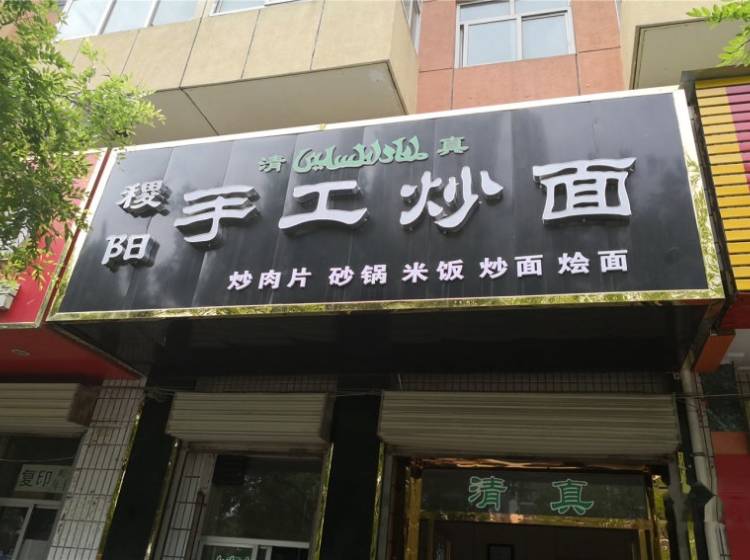 清 真
稷阳
手工炒面
炒肉片 砂锅 米饭 炒面 烩面
清真
复印